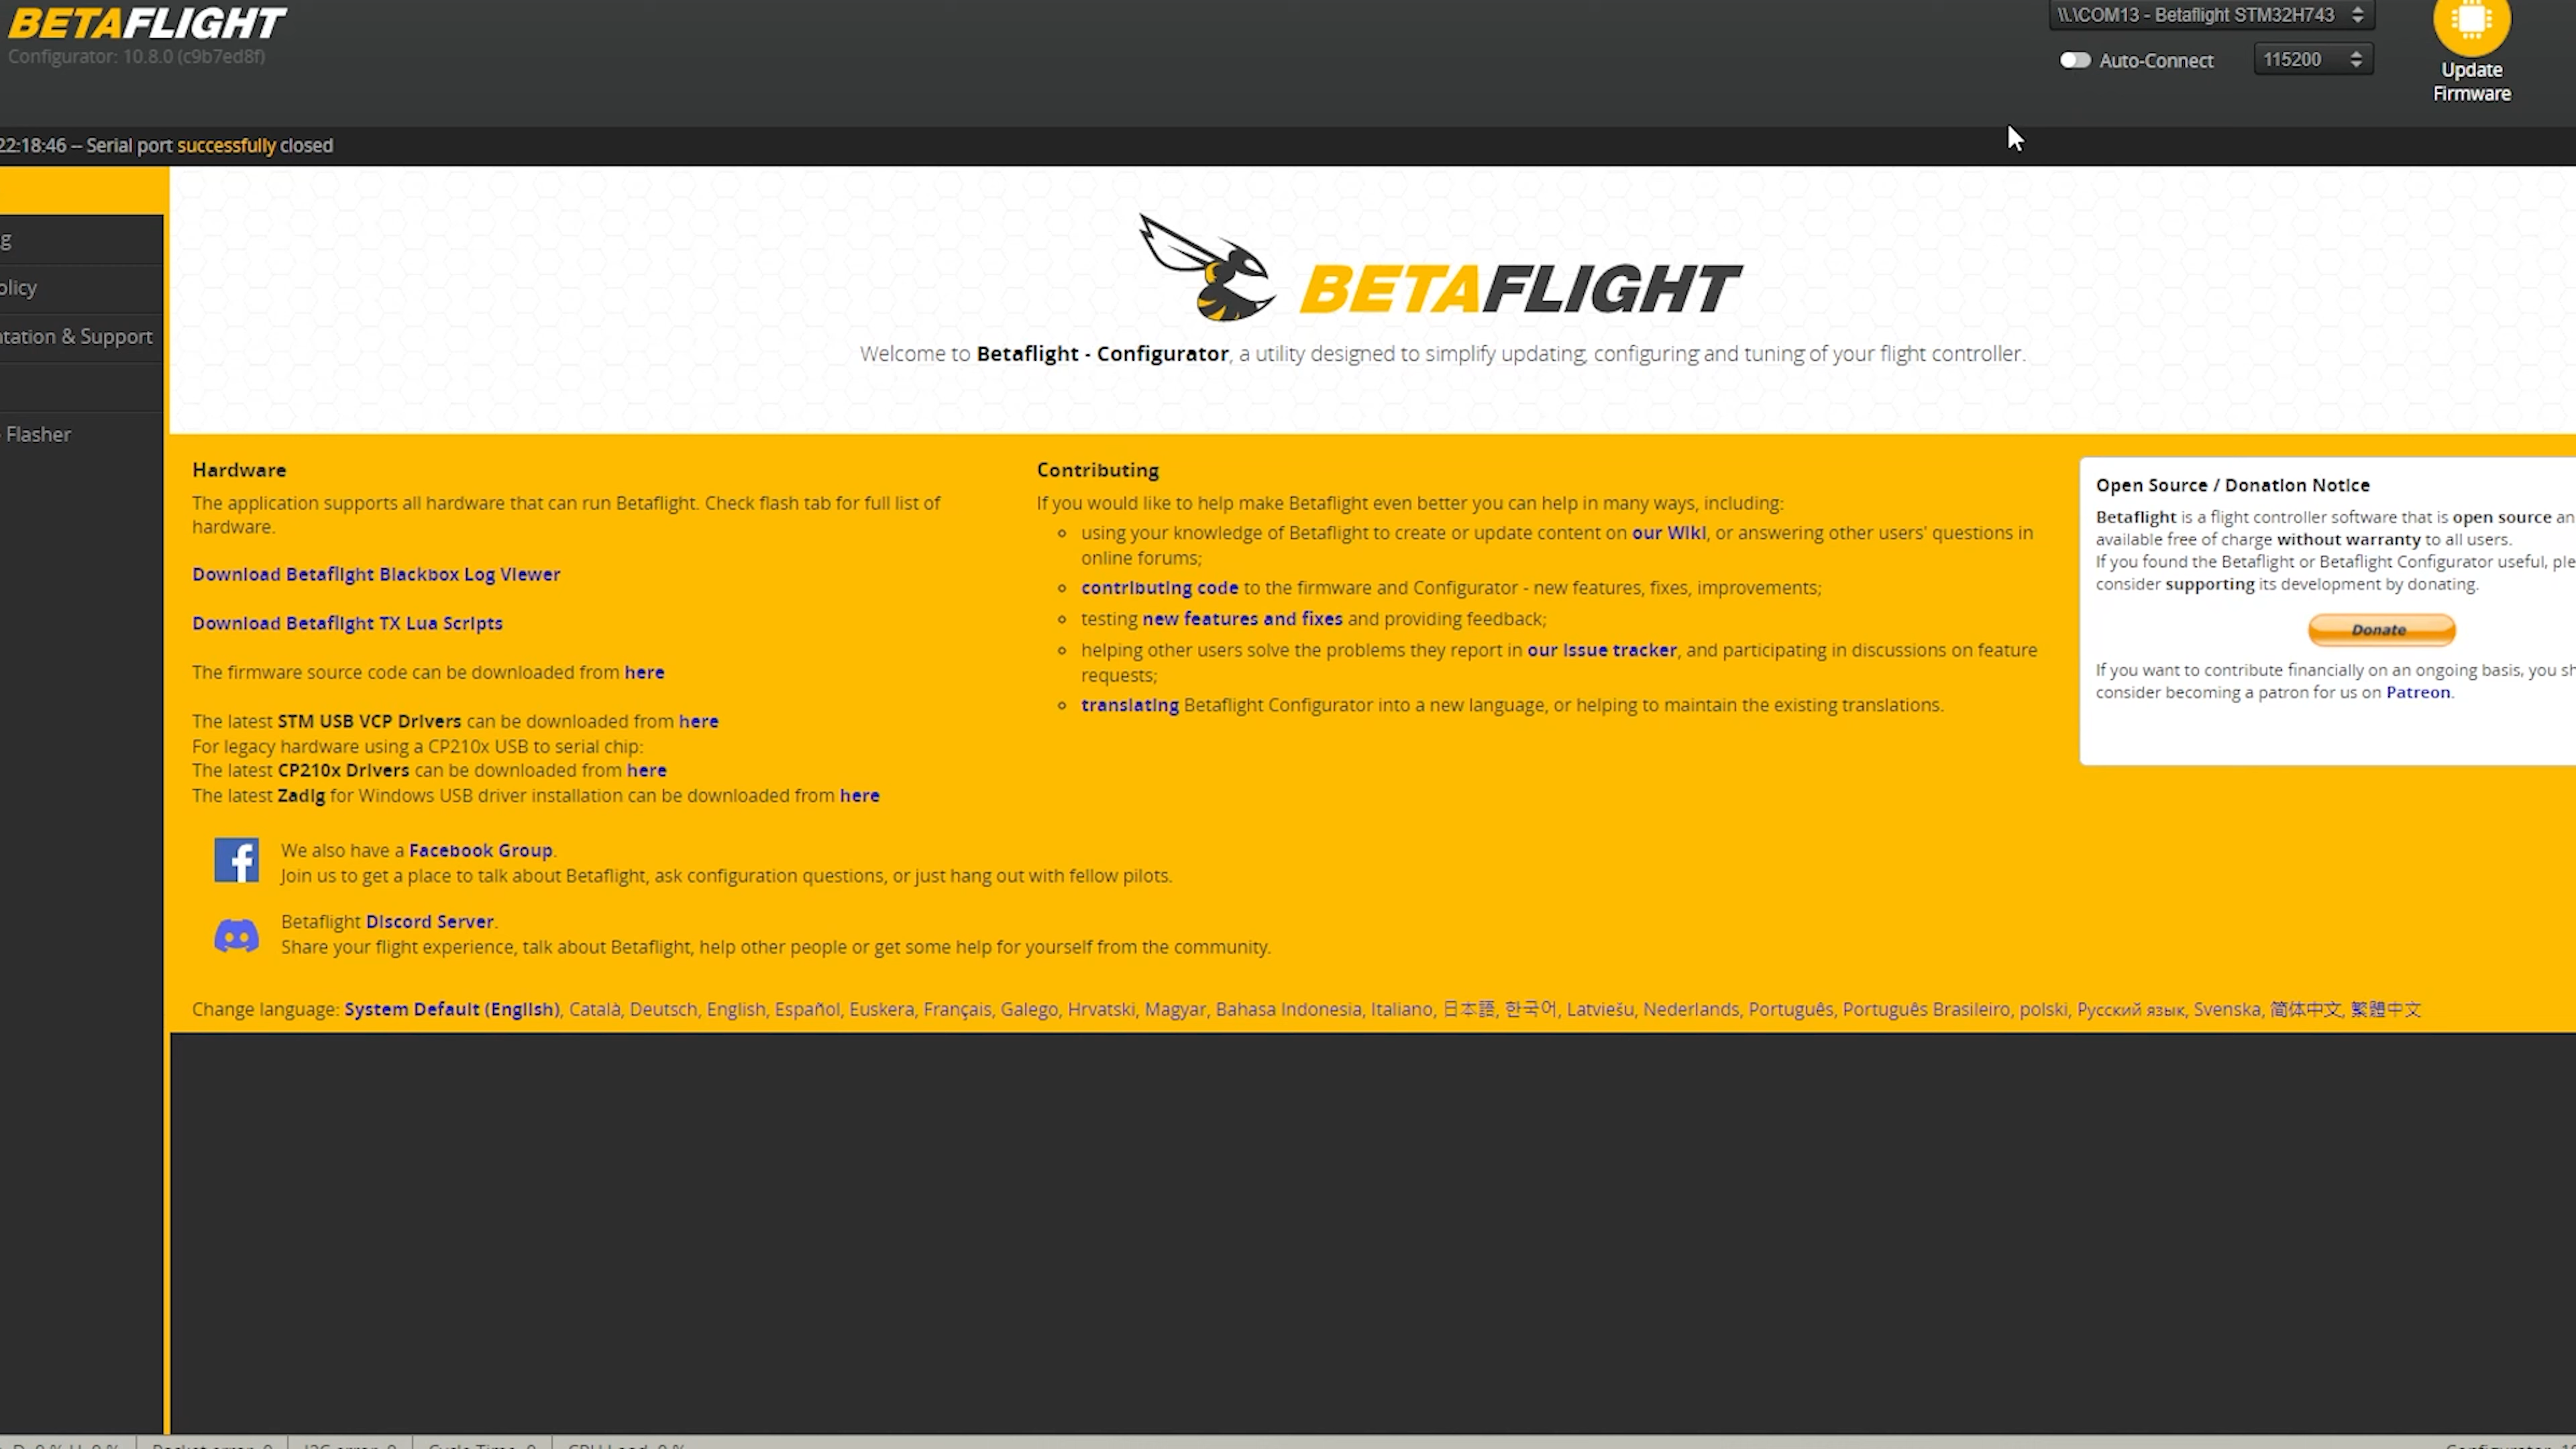 BETAFLIGHT
Configurator: 10.8.0 (c9b7ed8f)
\\.\COM13 - Betaflight STM32H743
Auto-Connect
115200
Update
Firmware
22:18:46 -- Serial port successfully closed
g
olicy
ntation & Support
Flasher
BETAFLIGHT
Welcome to Betaflight - Configurator, a utility designed to simplify updating, configuring and tuning of your flight controller.
Hardware
The application supports all hardware that can run Betaflight. Check flash tab for full list of
hardware.
Download Betaflight Blackbox Log Viewer
Download Betaflight TX Lua Scripts
The firmware source code can be downloaded from here
The latest STM USB VCP Drivers can be downloaded from here
For legacy hardware using a CP210x USB to serial chip:
The latest CP210x Drivers can be downloaded from here
The latest Zadig for Windows USB driver installation can be downloaded from here
We also have a Facebook Group.
Join us to get a place to talk about Betaflight, ask configuration questions, or just hang out with fellow pilots.
Betaflight Discord Server.
Share your flight experience, talk about Betaflight, help other people or get some help for yourself from the community.
Contributing
If you would like to help make Betaflight even better you can help in many ways, including:
using your knowledge of Betaflight to create or update content on our Wiki, or answering other users' questions in
online forums;
contributing code to the firmware and Configurator - new features, fixes, improvements;
testing new features and fixes and providing feedback;
helping other users solve the problems they report in our issue tracker, and participating in discussions on feature
requests;
translating Betaflight Configurator into a new language, or helping to maintain the existing translations.
Open Source / Donation Notice
Betaflight is a flight controller software that is open source an
available free of charge without warranty to all users.
If you found the Betaflight or Betaflight Configurator useful, ple
consider supporting its development by donating.
Donate
If you want to contribute financially on an ongoing basis, you sh
consider becoming a patron for us on Patreon.
Change language: System Default (English), Català, Deutsch, English, Español, Euskera, Français, Galego, Hrvatski, Magyar, Bahasa Indonesia, Italiano, 日本語, 한국어, Latviešu, Nederlands, Português, Português Brasileiro, polski, Русский язык, Svenska, 简体中文, 繁體中文
Packet error: 0
I2C error: 0
Cycle Time: 0
CPU Load: 0 %